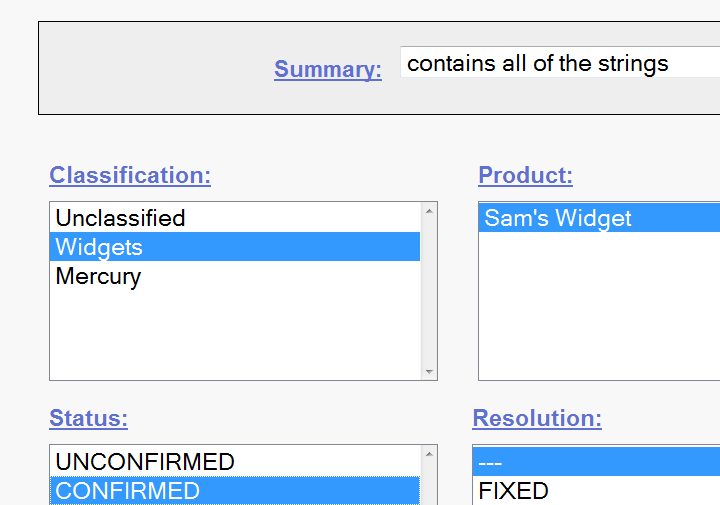 Summary: contains all of the strings
Classification:
Unclassified
Widgets
Mercury
Product:
Sam's Widget
Status:
UNCONFIRMED
CONFIRMED
Resolution:
---
FIXED